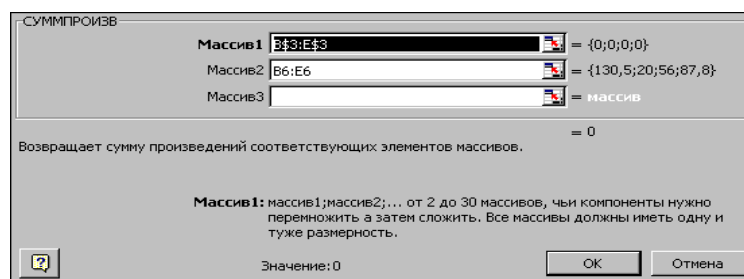 СУММПРОИЗВ
Массив1 B$3:E$3 = {0;0;0;0}
Массив2 B6:E6 = {130,5;20;56;87,8}
Массив3 = массив
= 0
Возвращает сумму произведений соответствующих элементов массивов.
Массив1: массив1;массив2;... от 2 до 30 массивов, чьи компоненты нужно
перемножить а затем сложить. Все массивы должны иметь одну и
туже размерность.
? Значение:0 ОК Отмена